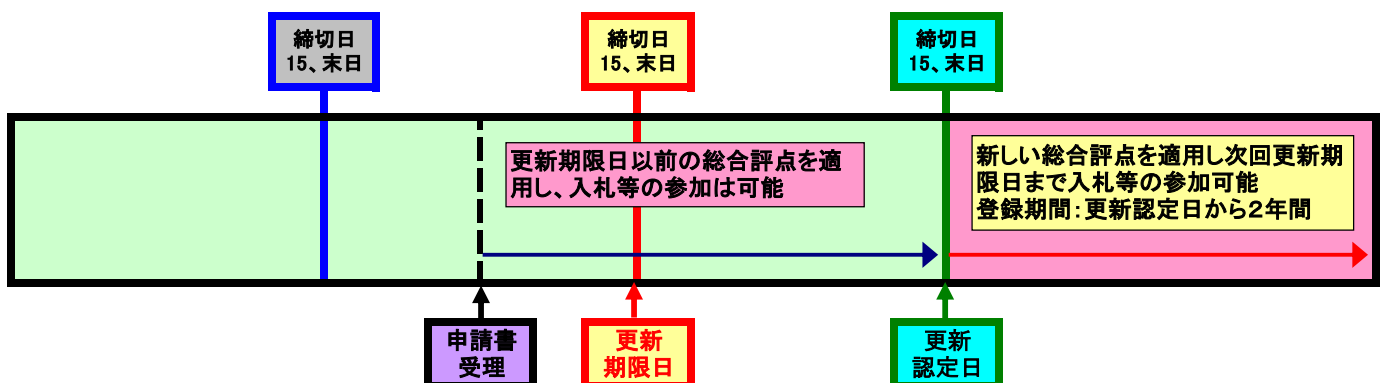 締切日
15、末日
締切日
15、末日
締切日
15、末日
更新期限日以前の総合評点を適
用し、入札等の参加は可能
新しい総合評点を適用し次回更新期
限日まで入札等の参加可能
登録期間：更新認定日から2年間
申請書
受理
更新
期限日
更新
認定日